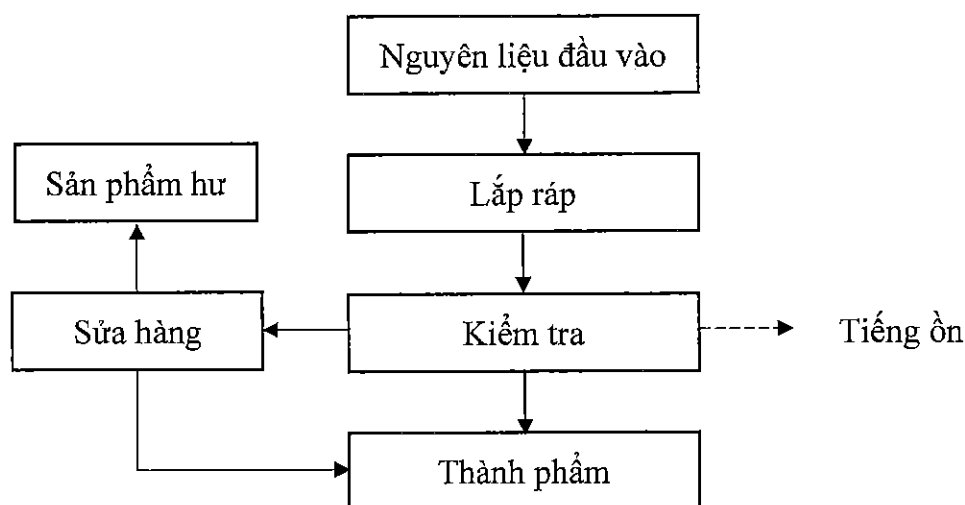 Nguyên liệu đầu vào
Sản phẩm hư
Lắp ráp
Sửa hàng
Kiểm tra
Tiếng ồn
Thành phẩm